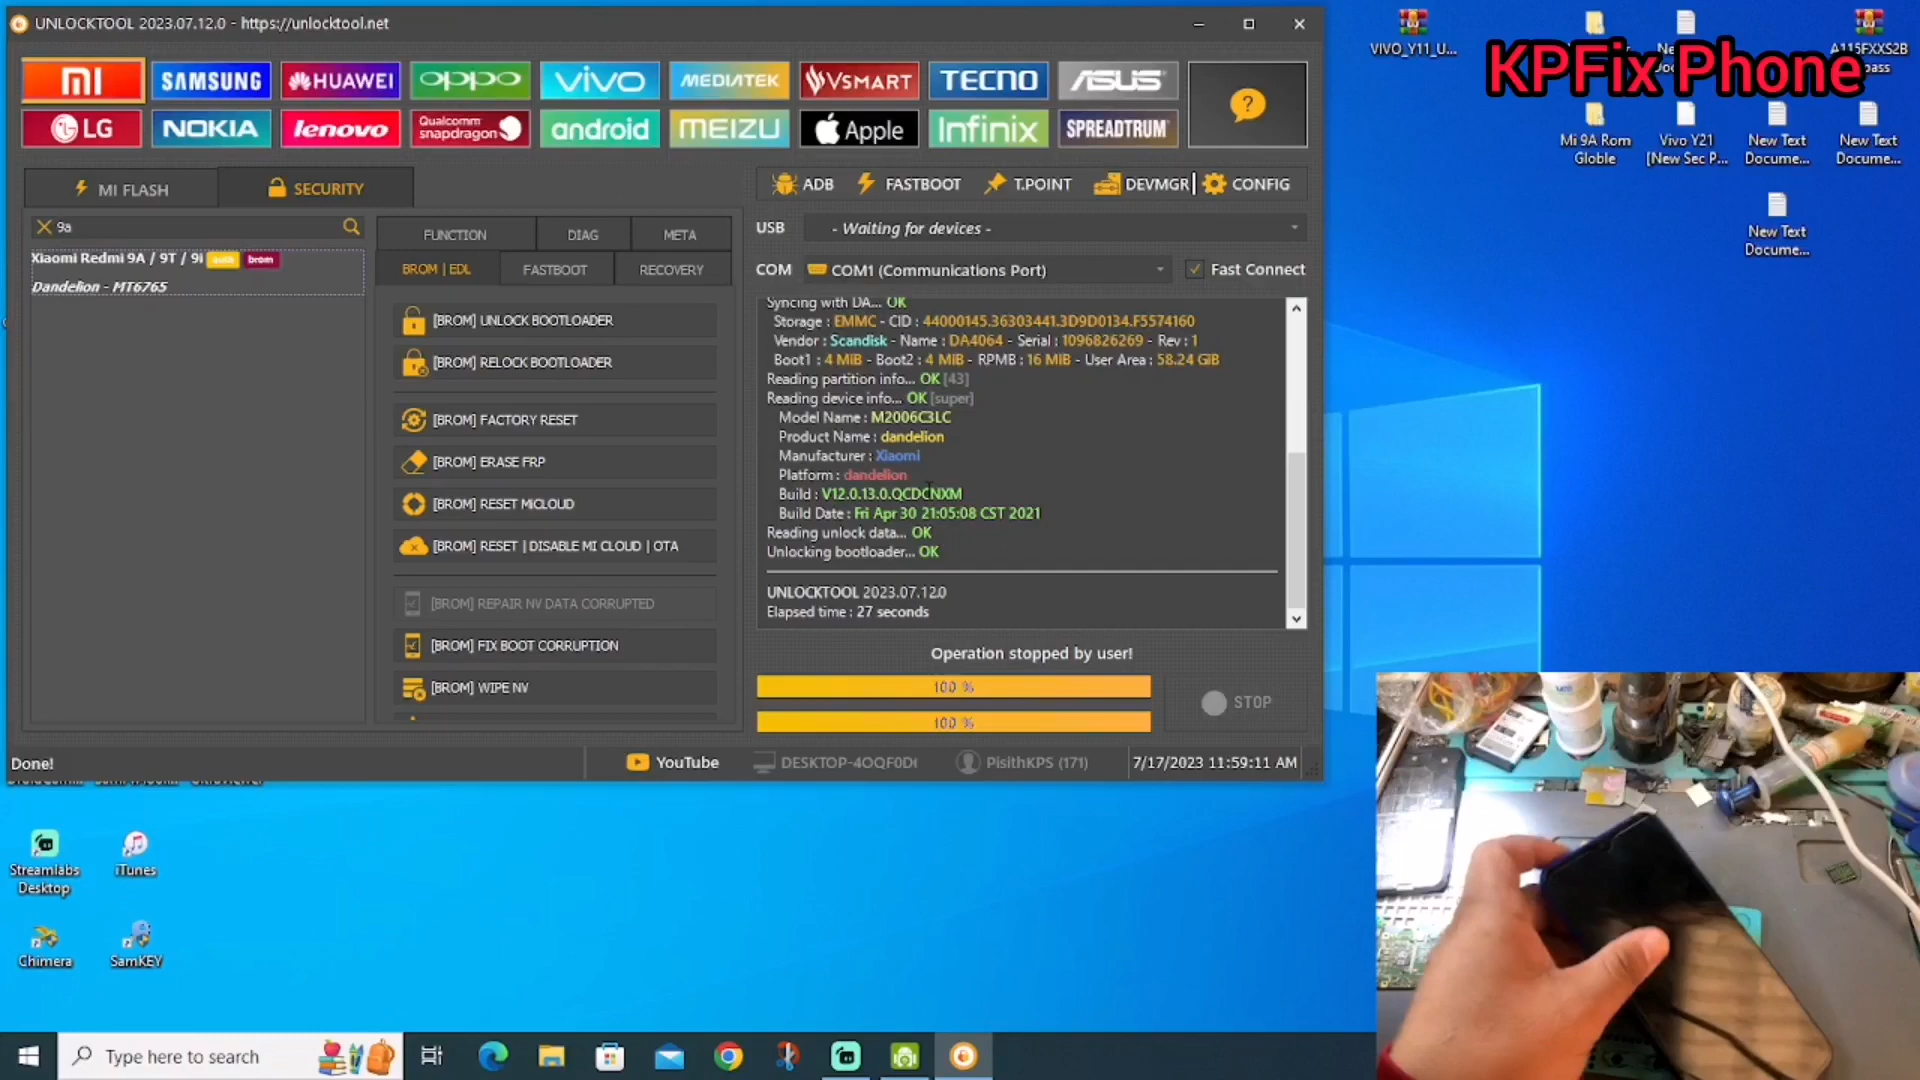 UNLOCKTOOL 2023.07.12.0 - https://unlocktool.net
mi SAMSUNG HUAWEI oppo vivo MEDIATEK VSMART TECNO ASUS ?
LG NOKIA lenovo Qualcomm snapdragon android MEIZU Apple Infinix SPREADTRUM
MI FLASH SECURITY
ADB FASTBOOT T.POINT DEVMGR CONFIG
9a
Xiaomi Redmi 9A / 9T / 9i auth brom
Dandelion - MT6765
FUNCTION DIAG META
BROM | EDL FASTBOOT RECOVERY
[BROM] UNLOCK BOOTLOADER
[BROM] RELOCK BOOTLOADER
[BROM] FACTORY RESET
[BROM] ERASE FRP
[BROM] RESET MICLOUD
[BROM] RESET | DISABLE MI CLOUD | OTA
[BROM] REPAIR NV DATA CORRUPTED
[BROM] FIX BOOT CORRUPTION
[BROM] WIPE NV
USB - Waiting for devices -
COM COM1 (Communications Port) Fast Connect
Syncing with DA... OK
Storage : EMMC - CID : 44000145.36303441.3D9D0134.F5574160
Vendor : Scandisk - Name : DA4064 - Serial : 1096826269 - Rev : 1
Boot1 : 4 MiB - Boot2 : 4 MiB - RPMB : 16 MiB - User Area : 58.24 GiB
Reading partition info... OK [43]
Reading device info... OK [super]
Model Name : M2006C3LC
Product Name : dandelion
Manufacturer : Xiaomi
Platform : dandelion
Build : V12.0.13.0.QCDCNXM
Build Date : Fri Apr 30 21:05:08 CST 2021
Reading unlock data... OK
Unlocking bootloader... OK
UNLOCKTOOL 2023.07.12.0
Elapsed time : 27 seconds
Operation stopped by user!
100 %
100 %
STOP
Done!
YouTube DESKTOP-4OQF0D PisithKPS (171) 7/17/2023 11:59:11 AM
VIVO_Y11_U...
KPFix Phone
A115FXXS2B
Mi 9A Rom Globle
Vivo Y21 [New Sec P...
New Text Docume...
New Text Docume...
New Text Docume...
Streamlabs Desktop
iTunes
Chimera
SamKEY
Type here to search